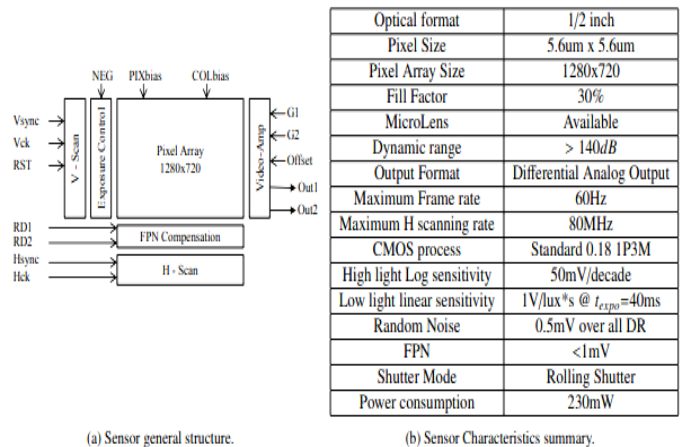 NEG PIXbias COLbias
Vsync
Vck
RST
V - Scan
Exposure Control
Pixel Array
1280x720
Video-Amp
G1
G2
Offset
Out1
Out2
RD1
RD2
FPN Compensation
Hsync
Hck
H - Scan
(a) Sensor general structure.
Optical format 1/2 inch
Pixel Size 5.6um x 5.6um
Pixel Array Size 1280x720
Fill Factor 30%
MicroLens Available
Dynamic range > 140dB
Output Format Differential Analog Output
Maximum Frame rate 60Hz
Maximum H scanning rate 80MHz
CMOS process Standard 0.18 1P3M
High light Log sensitivity 50mV/decade
Low light linear sensitivity 1V/lux*s @ texpo=40ms
Random Noise 0.5mV over all DR
FPN <1mV
Shutter Mode Rolling Shutter
Power consumption 230mW
(b) Sensor Characteristics summary.